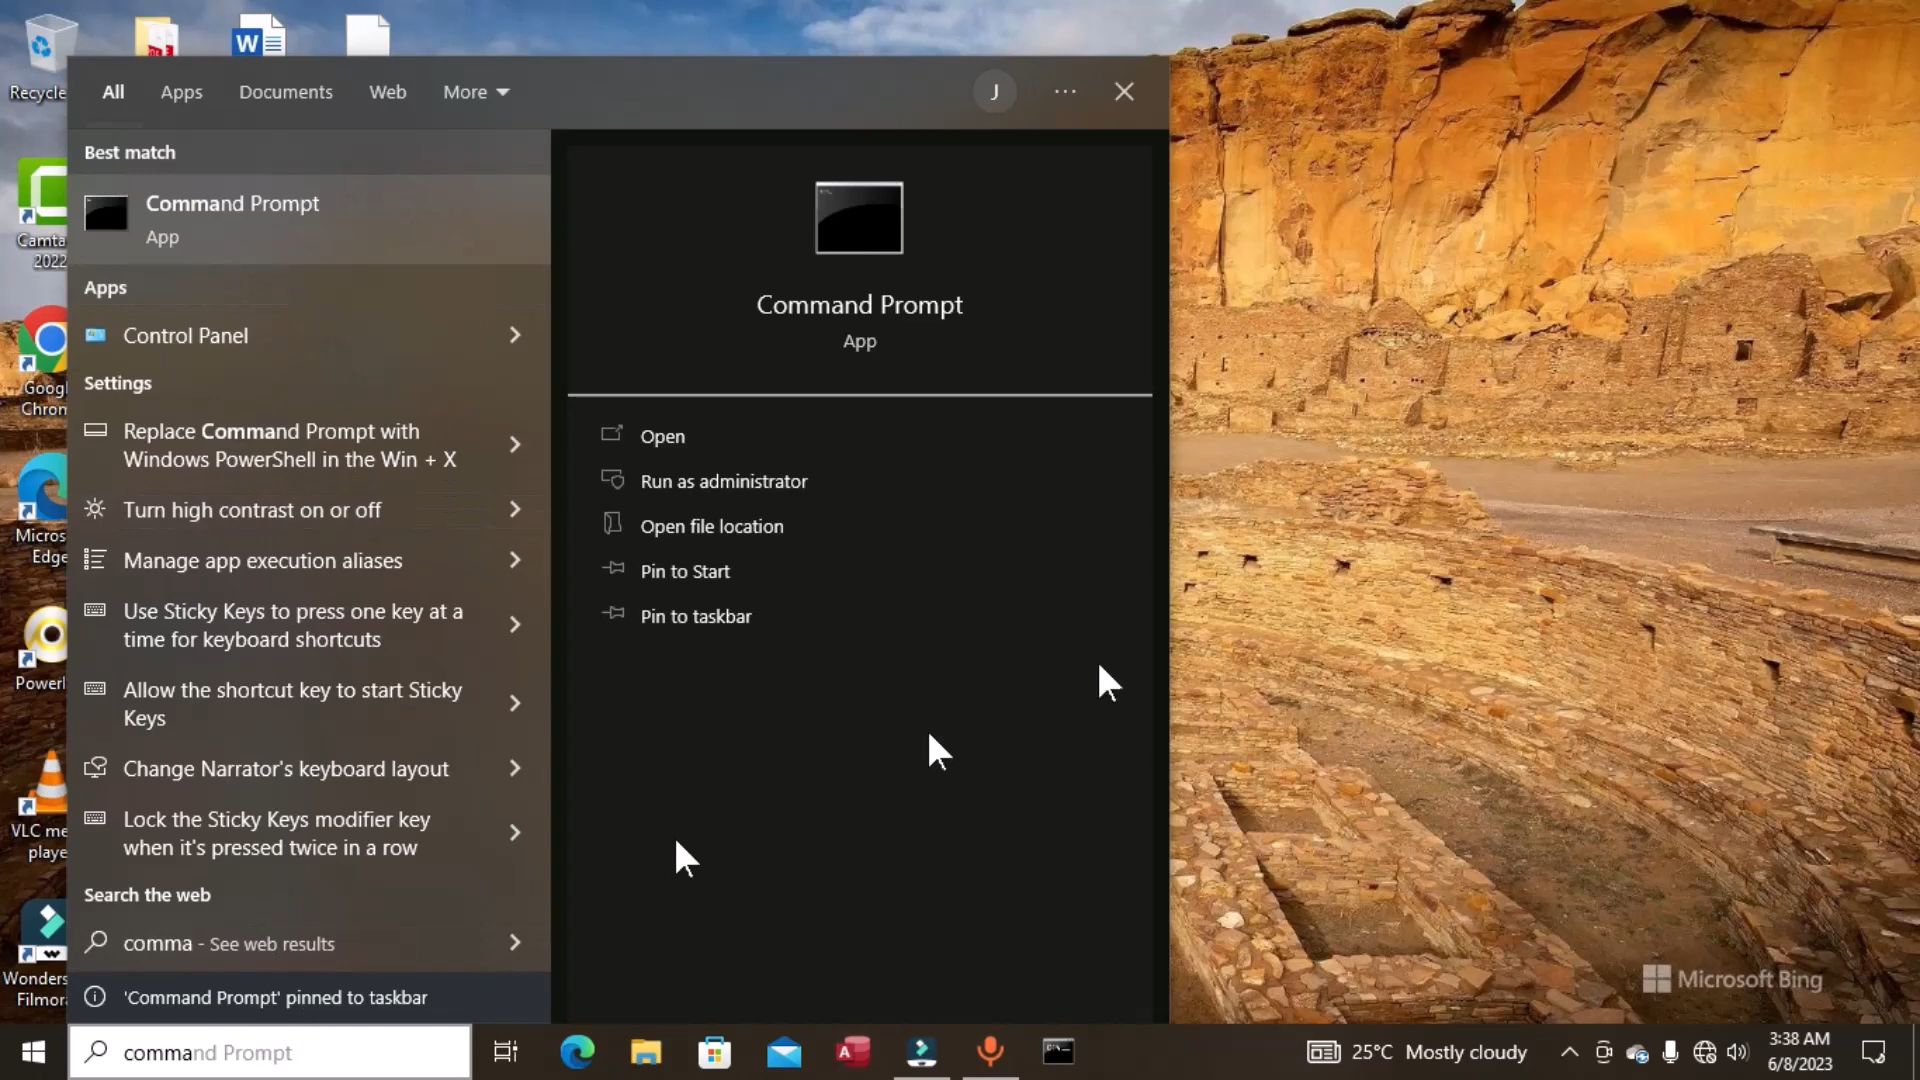 Recycle
W
All
Apps
Documents
Web
More
J
Best match
Command Prompt
App
Apps
Control Panel
Settings
Replace Command Prompt with
Windows PowerShell in the Win + X
Turn high contrast on or off
Manage app execution aliases
Use Sticky Keys to press one key at a
time for keyboard shortcuts
Allow the shortcut key to start Sticky
Keys
Change Narrator's keyboard layout
Lock the Sticky Keys modifier key
when it's pressed twice in a row
Search the web
comma - See web results
'Command Prompt' pinned to taskbar
Command Prompt
App
Open
Run as administrator
Open file location
Pin to Start
Pin to taskbar
Camta
2022
Goog
Chro
Micros
Edge
Power
VLC me
playe
Wonders
Filmor
Microsoft Bing
command Prompt
A
25°C Mostly cloudy
3:38 AM
6/8/2023